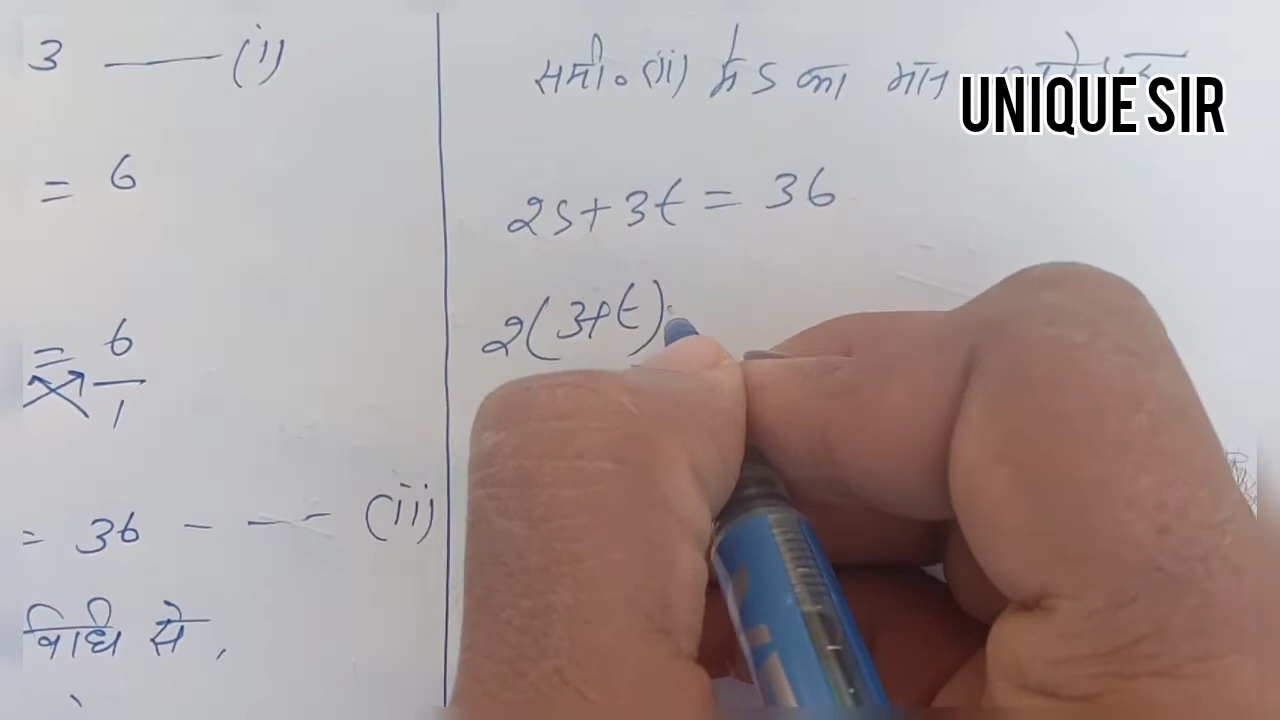 3 —— (i)
= 6
= 6/1
= 36 - - - (ii)
विधि से,
समी० (ii) में s का मान
UNIQUE SIR
2s + 3t = 36
2(3+t)